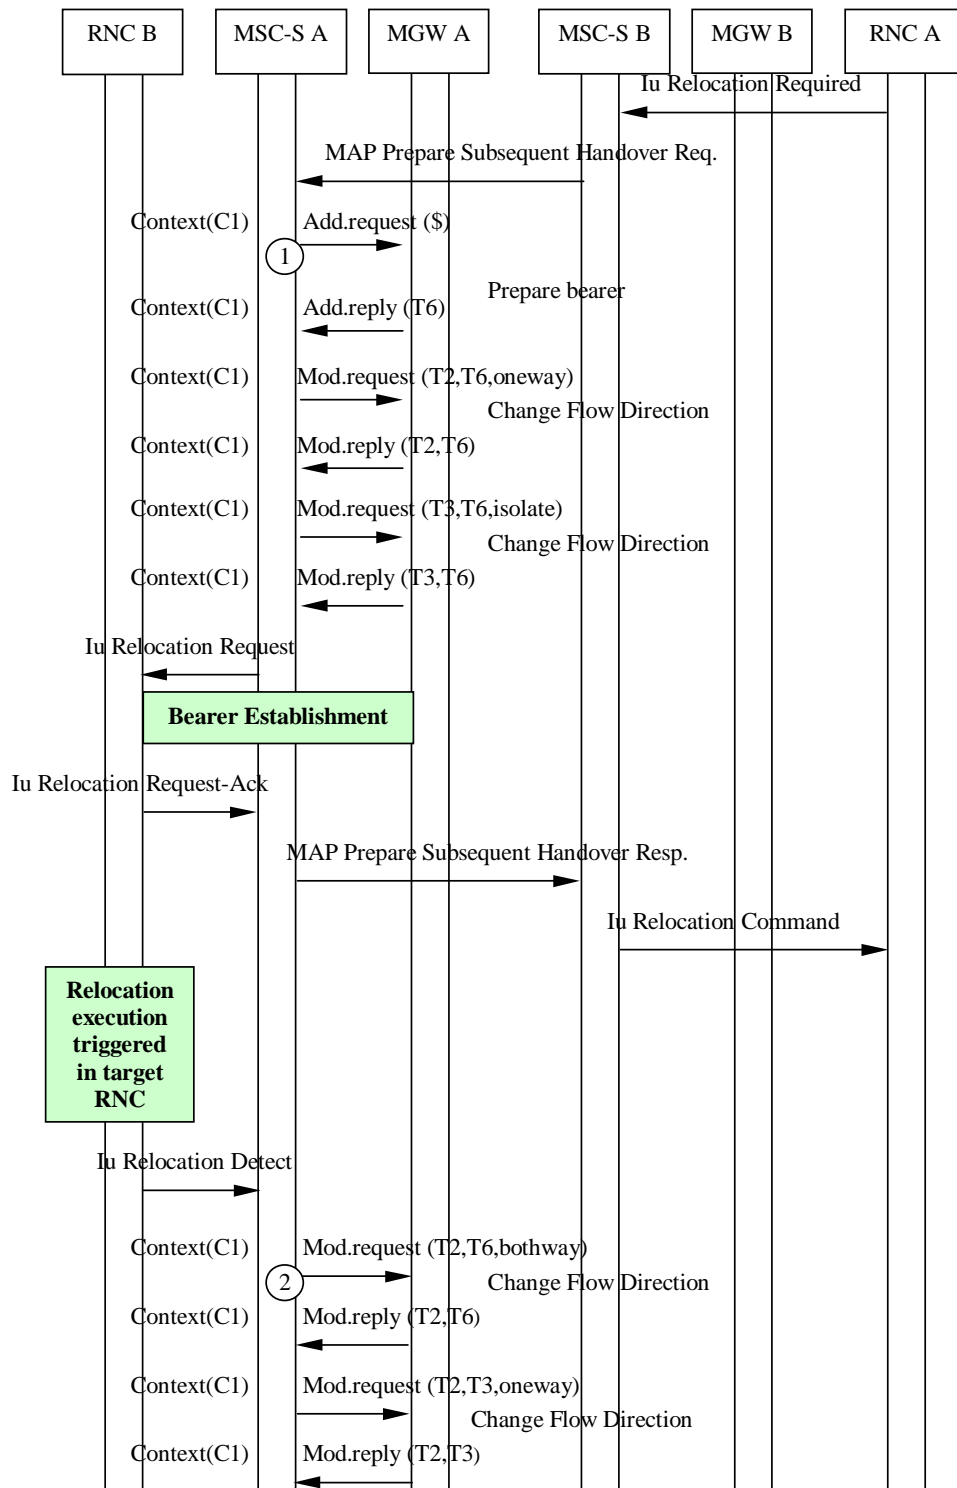 RNC B MSC-S A MGW A MSC-S B MGW B RNC A
Iu Relocation Required
MAP Prepare Subsequent Handover Req.
Context(C1) Add.request ($)
1
Prepare bearer
Context(C1) Add.reply (T6)
Context(C1) Mod.request (T2,T6,oneway)
Change Flow Direction
Context(C1) Mod.reply (T2,T6)
Context(C1) Mod.request (T3,T6,isolate)
Change Flow Direction
Context(C1) Mod.reply (T3,T6)
Iu Relocation Request
Bearer Establishment
Iu Relocation Request-Ack
MAP Prepare Subsequent Handover Resp.
Iu Relocation Command
Relocation
execution
triggered
in target
RNC
Iu Relocation Detect
Context(C1) Mod.request (T2,T6,bothway)
2 Change Flow Direction
Context(C1) Mod.reply (T2,T6)
Context(C1) Mod.request (T2,T3,oneway)
Change Flow Direction
Context(C1) Mod.reply (T2,T3)